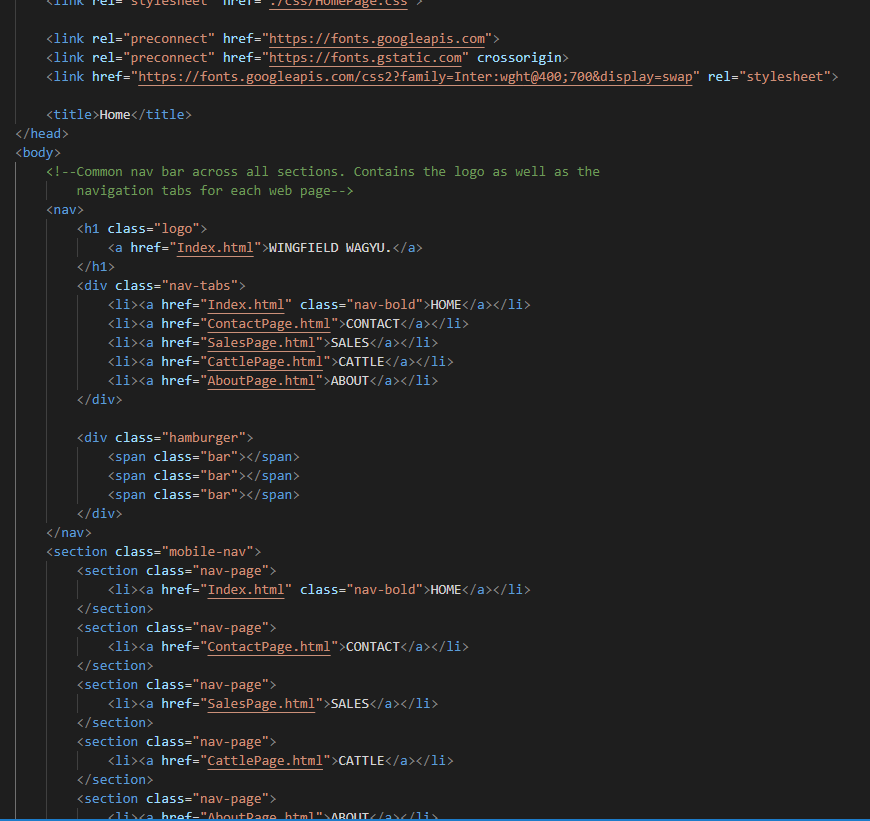 <link rel="stylesheet" href="./css/HomePage.css">
<link rel="preconnect" href="https://fonts.googleapis.com">
<link rel="preconnect" href="https://fonts.gstatic.com" crossorigin>
<link href="https://fonts.googleapis.com/css2?family=Inter:wght@400;700&display=swap" rel="stylesheet">
<title>Home</title>
</head>
<body>
<!--Common nav bar across all sections. Contains the logo as well as the
navigation tabs for each web page-->
<nav>
<h1 class="logo">
<a href="Index.html">WINGFIELD WAGYU.</a>
</h1>
<div class="nav-tabs">
<li><a href="Index.html" class="nav-bold">HOME</a></li>
<li><a href="ContactPage.html">CONTACT</a></li>
<li><a href="SalesPage.html">SALES</a></li>
<li><a href="CattlePage.html">CATTLE</a></li>
<li><a href="AboutPage.html">ABOUT</a></li>
</div>
<div class="hamburger">
<span class="bar"></span>
<span class="bar"></span>
<span class="bar"></span>
</div>
</nav>
<section class="mobile-nav">
<section class="nav-page">
<li><a href="Index.html" class="nav-bold">HOME</a></li>
</section>
<section class="nav-page">
<li><a href="ContactPage.html">CONTACT</a></li>
</section>
<section class="nav-page">
<li><a href="SalesPage.html">SALES</a></li>
</section>
<section class="nav-page">
<li><a href="CattlePage.html">CATTLE</a></li>
</section>
<section class="nav-page">
<li><a href="AboutPage.html">ABOUT</a></li>